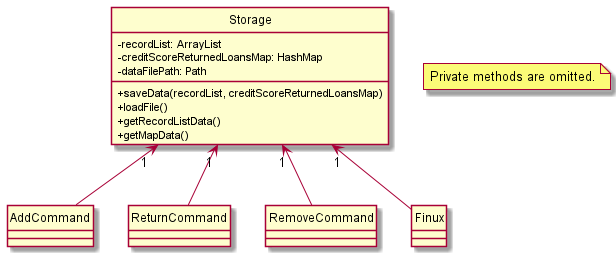 Storage
-recordList: ArrayList
-creditScoreReturnedLoansMap: HashMap
-dataFilePath: Path
+saveData(recordList, creditScoreReturnedLoansMap)
+loadFile()
+getRecordListData()
+getMapData()
Private methods are omitted.
1 1 1 1
AddCommand ReturnCommand RemoveCommand Finux